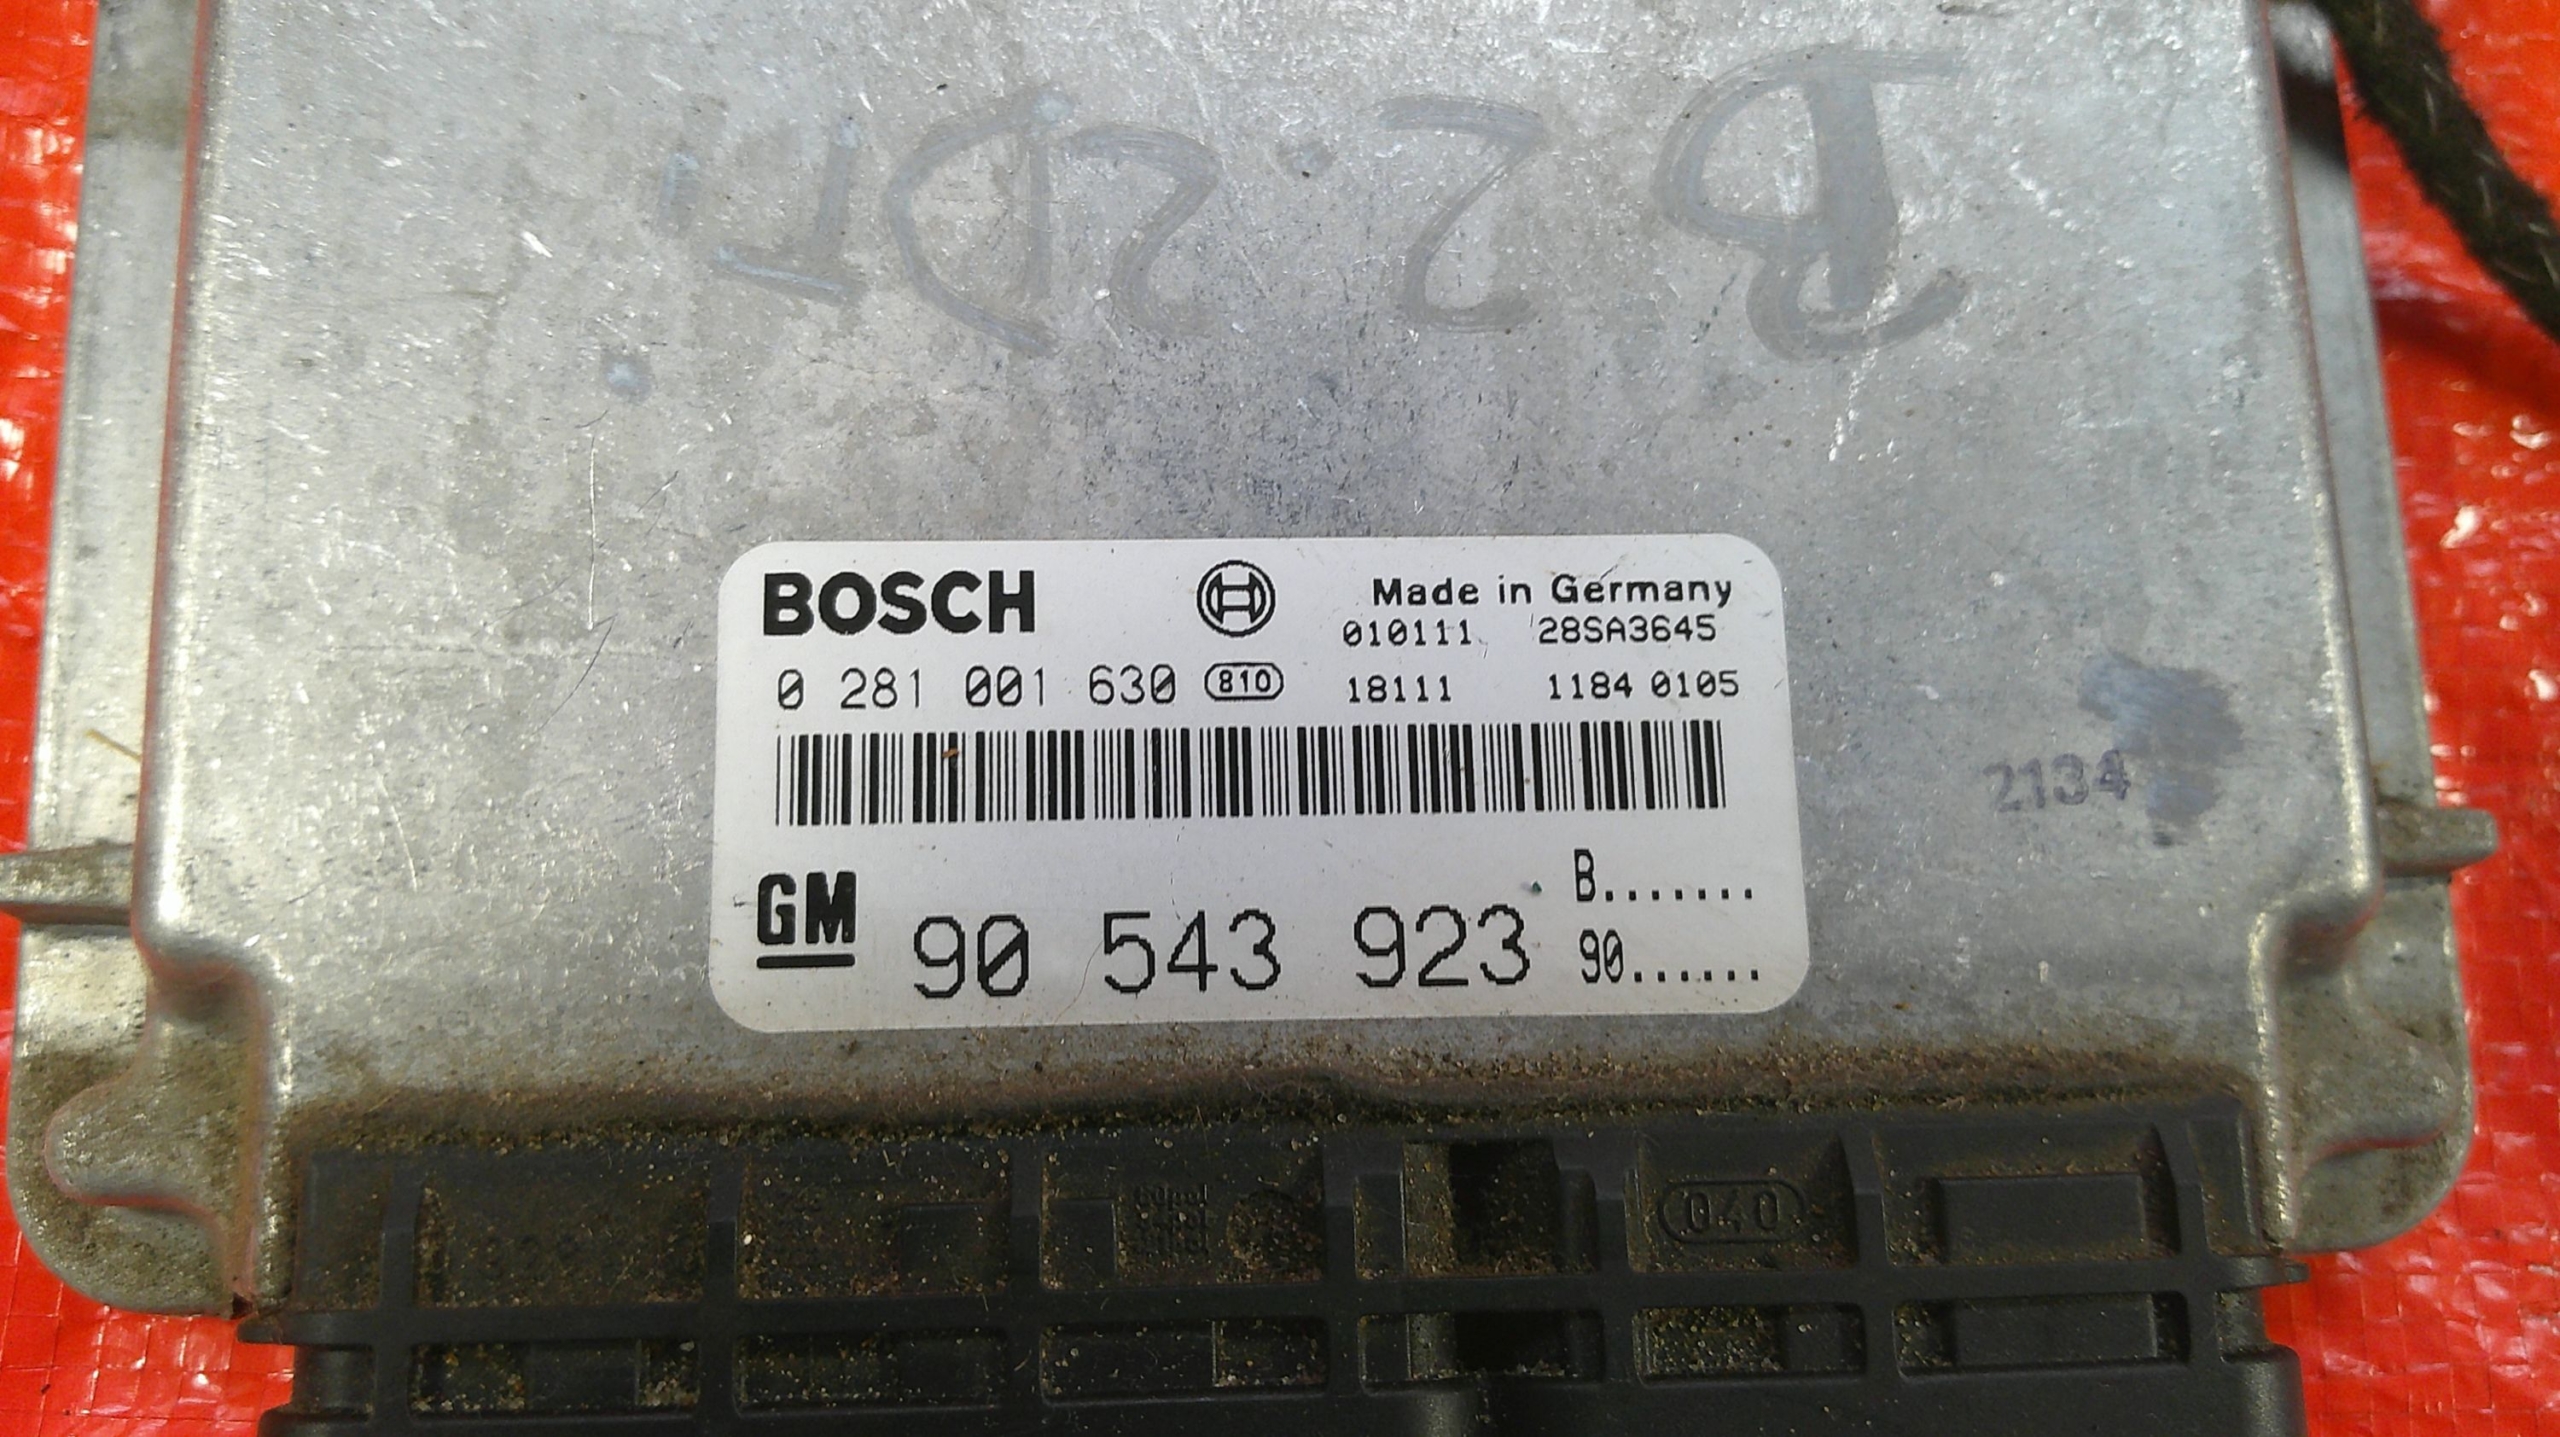 B 2.2DTI
BOSCH
Made in Germany
010111 28SA3645
0 281 001 630 810 18111 1184 0105
2134
GM 90 543 923
B.......
90......
040